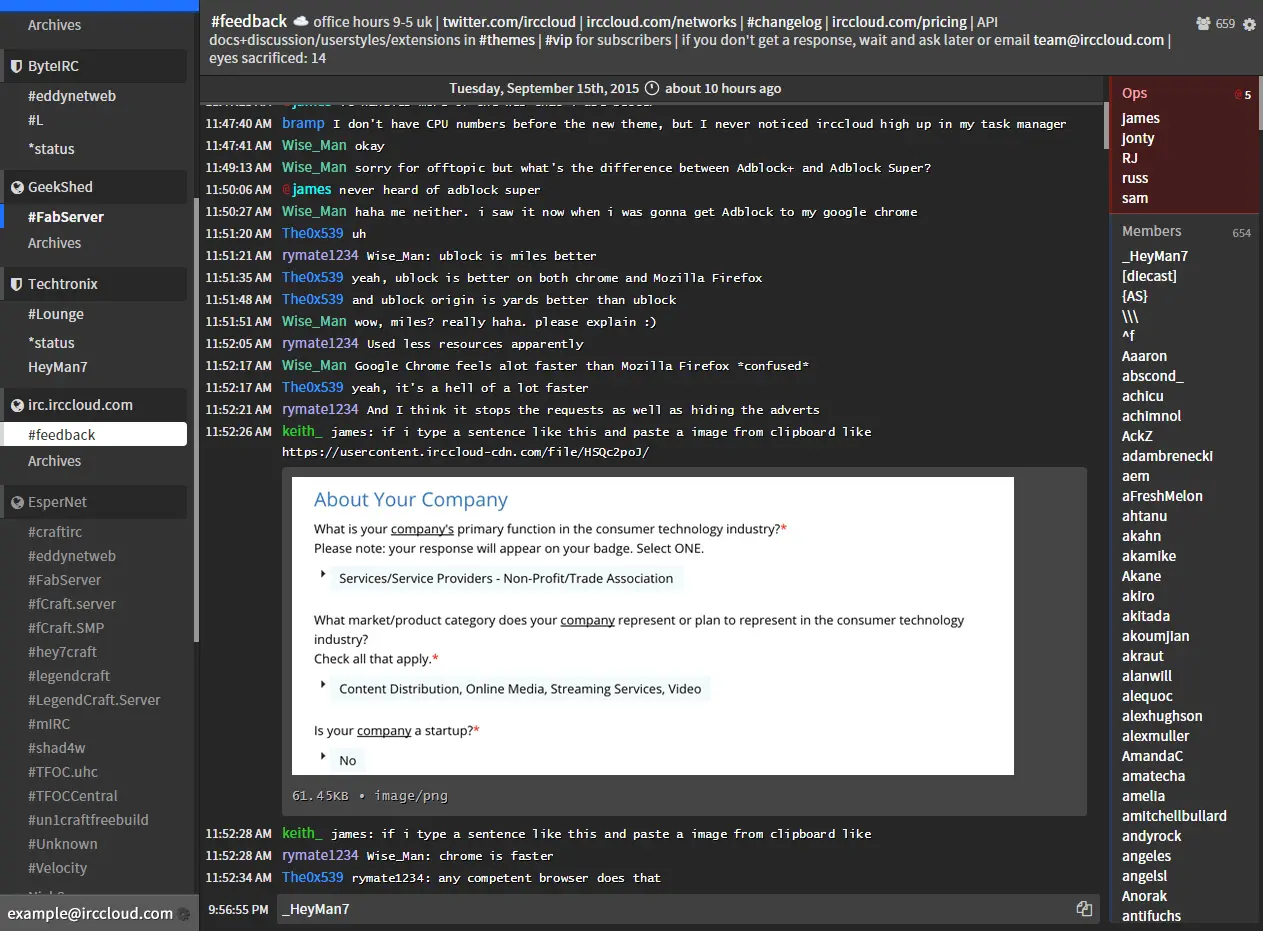 Archives
ByteIRC
#eddynetweb
#L
*status
GeekShed
#FabServer
Archives
Techtronix
#Lounge
*status
HeyMan7
irc.irccloud.com
#feedback
Archives
EsperNet
#craftirc
#eddynetweb
#FabServer
#fCraft.server
#fCraft.SMP
#hey7craft
#legendcraft
#LegendCraft.Server
#mIRC
#shad4w
#TFOC.uhc
#TFOCCentral
#un1craftfreebuild
#Unknown
#Velocity
example@irccloud.com
#feedback office hours 9-5 uk | twitter.com/irccloud | irccloud.com/networks | #changelog | irccloud.com/pricing | API
docs+discussion/userstyles/extensions in #themes | #vip for subscribers | if you don't get a response, wait and ask later or email team@irccloud.com |
eyes sacrificed: 14
659
Tuesday, September 15th, 2015 about 10 hours ago
11:47:40 AM bramp I don't have CPU numbers before the new theme, but I never noticed irccloud high up in my task manager
11:47:41 AM Wise_Man okay
11:49:13 AM Wise_Man sorry for offtopic but what's the difference between Adblock+ and Adblock Super?
11:50:06 AM @james never heard of adblock super
11:50:27 AM Wise_Man haha me neither. i saw it now when i was gonna get Adblock to my google chrome
11:51:20 AM The0x539 uh
11:51:21 AM rymate1234 Wise_Man: ublock is miles better
11:51:35 AM The0x539 yeah, ublock is better on both chrome and Mozilla Firefox
11:51:48 AM The0x539 and ublock origin is yards better than ublock
11:51:51 AM Wise_Man wow, miles? really haha. please explain :)
11:52:05 AM rymate1234 Used less resources apparently
11:52:17 AM Wise_Man Google Chrome feels alot faster than Mozilla Firefox *confused*
11:52:17 AM The0x539 yeah, it's a hell of a lot faster
11:52:21 AM rymate1234 And I think it stops the requests as well as hiding the adverts
11:52:26 AM keith_ james: if i type a sentence like this and paste a image from clipboard like
https://usercontent.irccloud-cdn.com/file/HSQc2poJ/
About Your Company
What is your company's primary function in the consumer technology industry?*
Please note: your response will appear on your badge. Select ONE.
Services/Service Providers - Non-Profit/Trade Association
What market/product category does your company represent or plan to represent in the consumer technology
industry?
Check all that apply.*
Content Distribution, Online Media, Streaming Services, Video
Is your company a startup?*
No
61.45KB • image/png
11:52:28 AM keith_ james: if i type a sentence like this and paste a image from clipboard like
11:52:28 AM rymate1234 Wise_Man: chrome is faster
11:52:34 AM The0x539 rymate1234: any competent browser does that
9:56:55 PM _HeyMan7
Ops @ 5
james
jonty
RJ
russ
sam
Members 654
_HeyMan7
[diecast]
{AS}
\\\
^f
Aaaron
abscond_
achicu
achimnol
AckZ
adambrenecki
aem
aFreshMelon
ahtanu
akahn
akamike
Akane
akiro
akitada
akoumjian
akraut
alanwill
alequoc
alexhughson
alexmuller
AmandaC
amatecha
amelia
amitchellbullard
andyrock
angeles
angelsl
Anorak
antifuchs